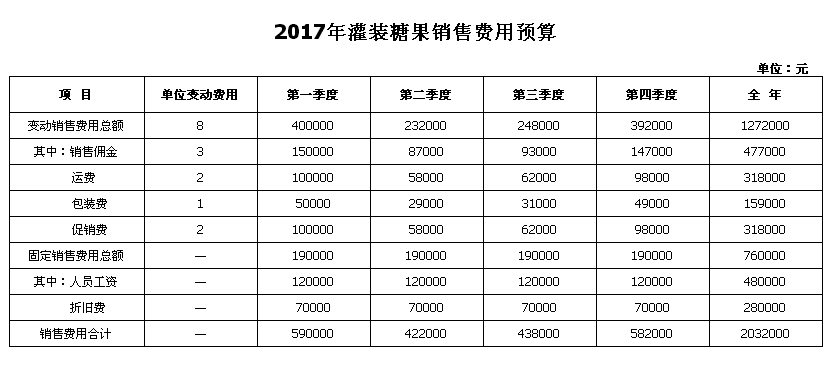 2017年灌装糖果销售费用预算
单位：元
项 目 单位变动费用 第一季度 第二季度 第三季度 第四季度 全 年
变动销售费用总额 8 400000 232000 248000 392000 1272000
其中：销售佣金 3 150000 87000 93000 147000 477000
运费 2 100000 58000 62000 98000 318000
包装费 1 50000 29000 31000 49000 159000
促销费 2 100000 58000 62000 98000 318000
固定销售费用总额 — 190000 190000 190000 190000 760000
其中：人员工资 — 120000 120000 120000 120000 480000
折旧费 — 70000 70000 70000 70000 280000
销售费用合计 — 590000 422000 438000 582000 2032000